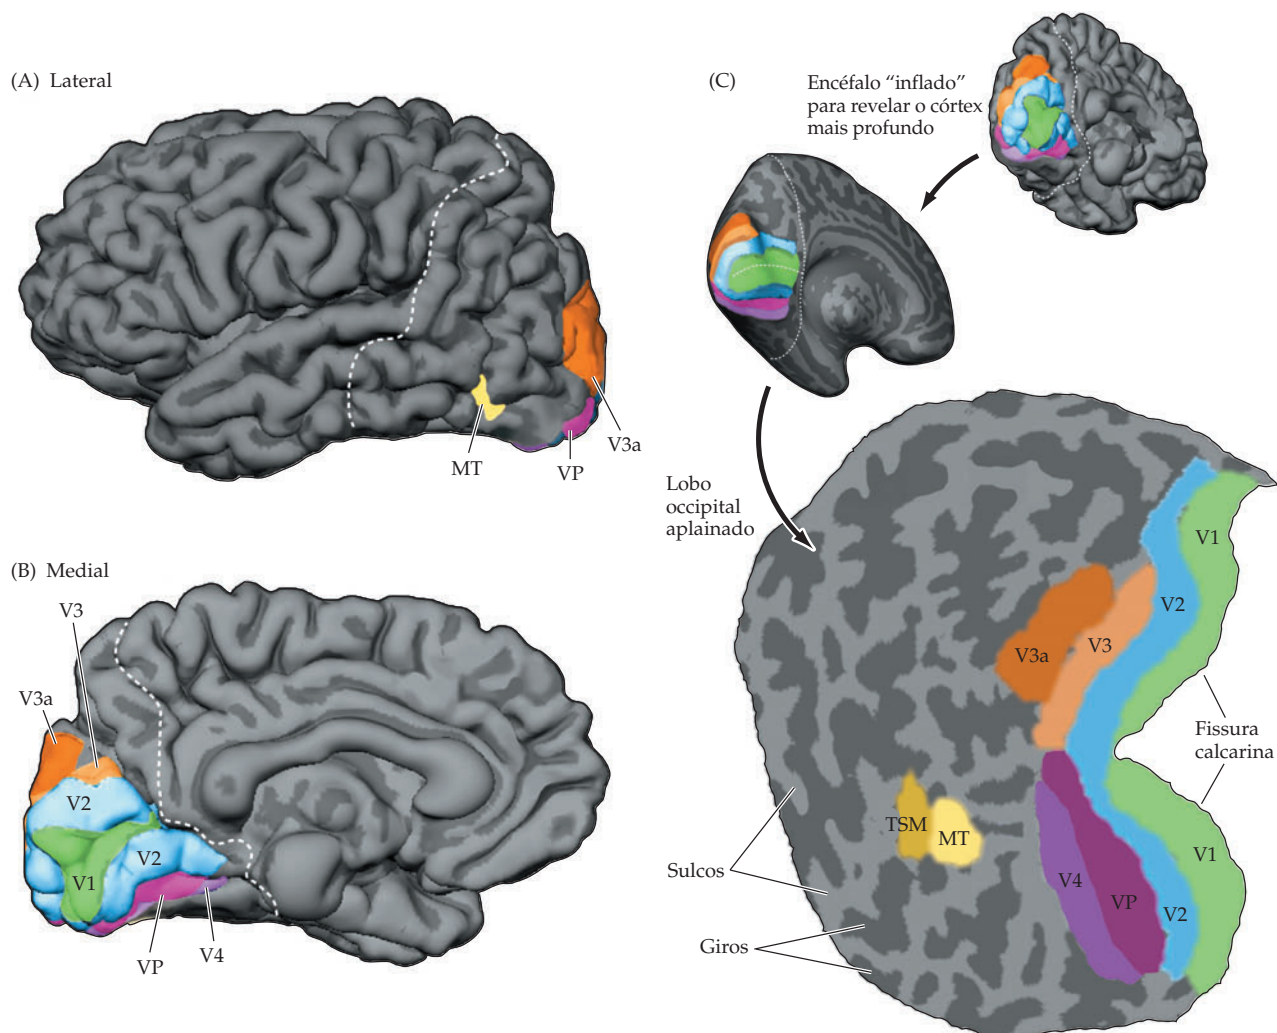 (A) Lateral
MT
VP
V3a
(B) Medial
V3
V3a
V2
V2
V1
VP
V4
(C)
Encéfalo “inflado”
para revelar o córtex
mais profundo
Lobo
occipital
aplainado
V1
V2
V3
V3a
Fissura
calcarina
TSM
MT
V4
VP
V2
V1
Sulcos
Giros